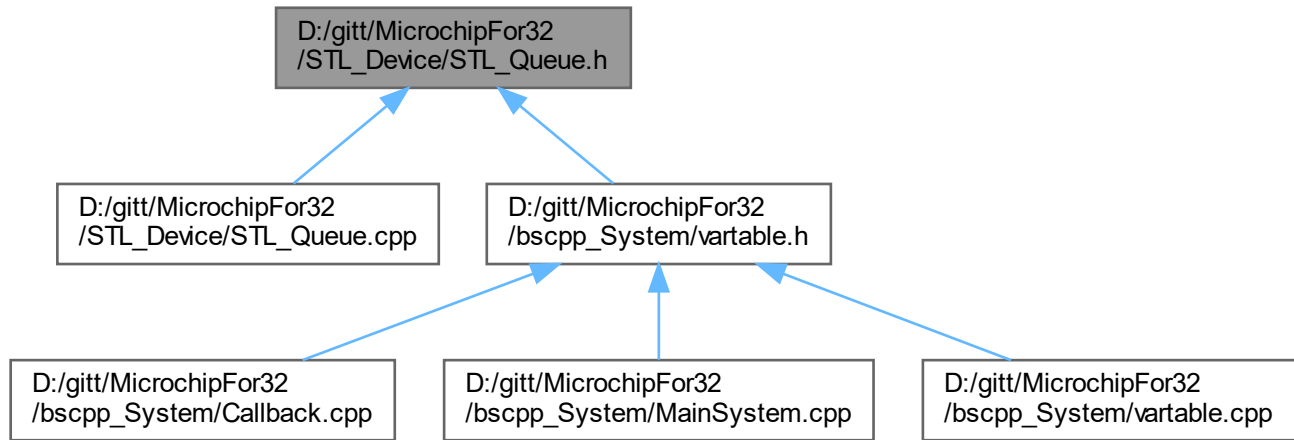 D:/gitt/MicrochipFor32
/STL_Device/STL_Queue.h
D:/gitt/MicrochipFor32
/STL_Device/STL_Queue.cpp
D:/gitt/MicrochipFor32
/bscpp_System/vartable.h
D:/gitt/MicrochipFor32
/bscpp_System/Callback.cpp
D:/gitt/MicrochipFor32
/bscpp_System/MainSystem.cpp
D:/gitt/MicrochipFor32
/bscpp_System/vartable.cpp